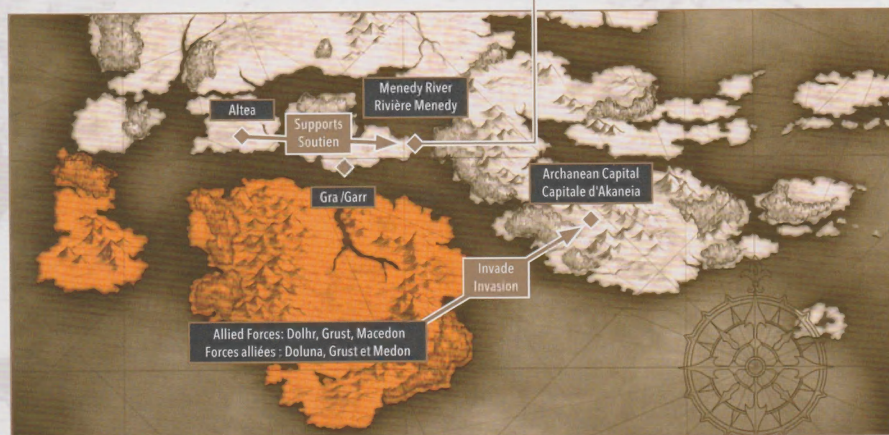 Menedy River
Rivière Menedy
Altea
Supports
Soutien
Gra /Garr
Archanean Capital
Capitale d'Akaneia
Invade
Invasion
Allied Forces: Dolhr, Grust, Macedon
Forces alliées : Doluna, Grust et Medon